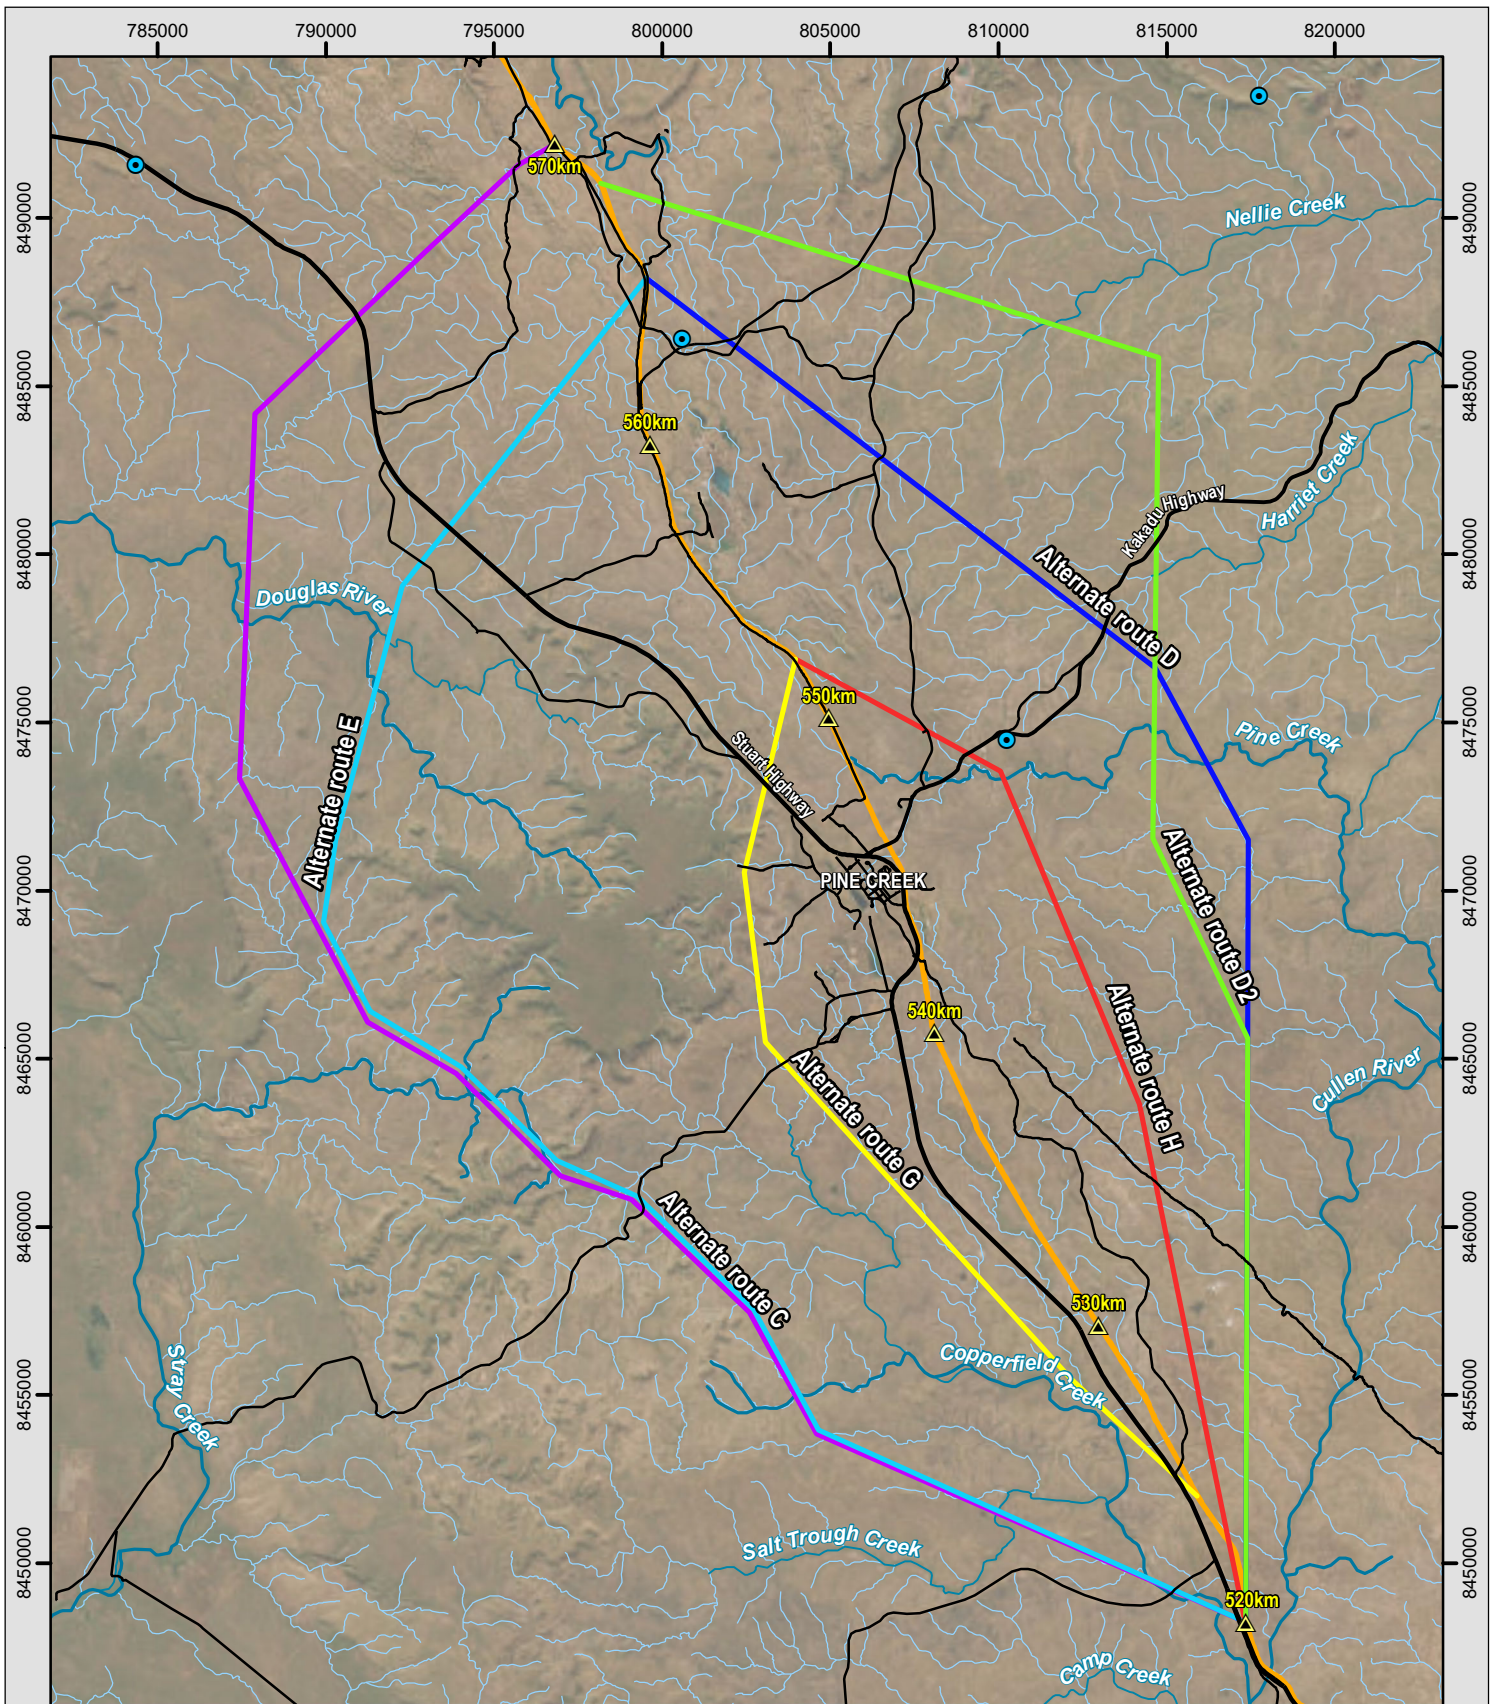 785000 790000 795000 800000 805000 810000 815000 820000
570km
8490000
8490000
Nellie Creek
8485000
8485000
560km
Harriet Creek
Kakadu Highway
8480000
8480000
Alternate route D
Douglas River
550km
8475000
8475000
Pine Creek
Alternate route E
Stuart Highway
PINE CREEK
8470000
8470000
Alternate route D2
540km
Alternate route H
8465000
8465000
Cullen River
Alternate route G
8460000
8460000
Alternate route C
530km
Copperfield Creek
8455000
8455000
Stray Creek
Salt Trough Creek
8450000
8450000
520km
Camp Creek